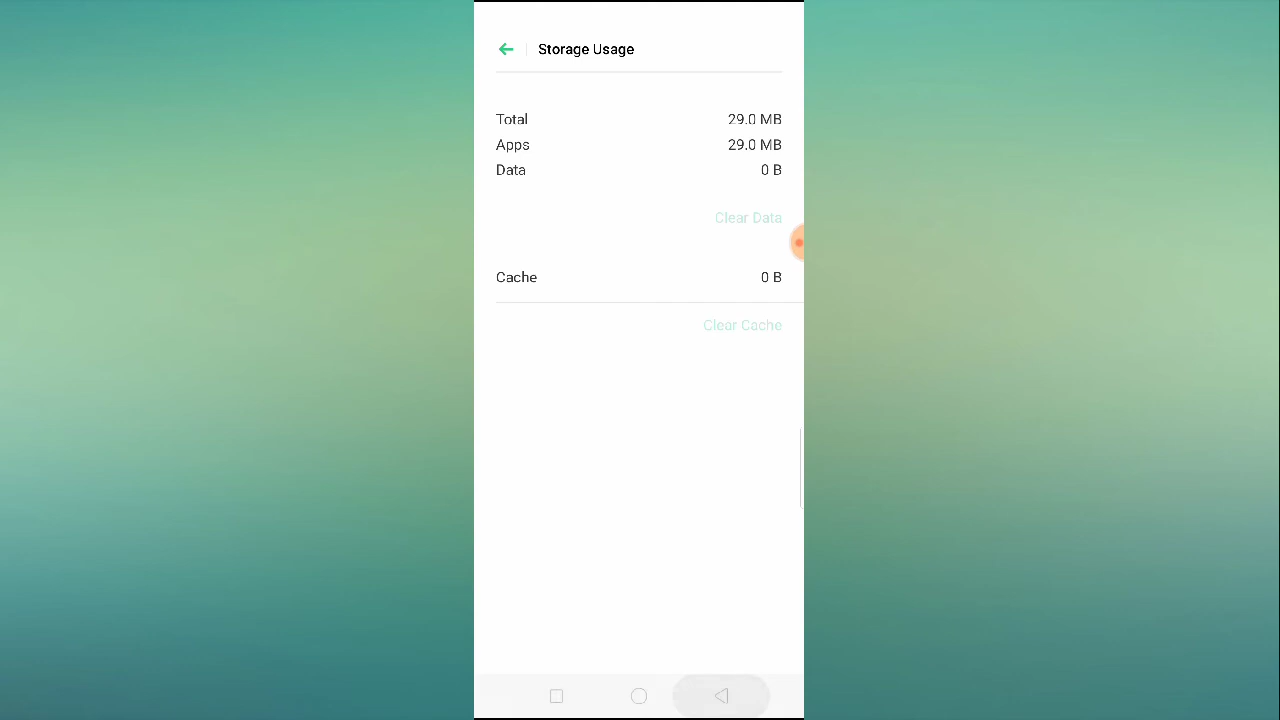 Storage Usage
Total 29.0 MB
Apps 29.0 MB
Data 0 B
Clear Data
Cache 0 B
Clear Cache